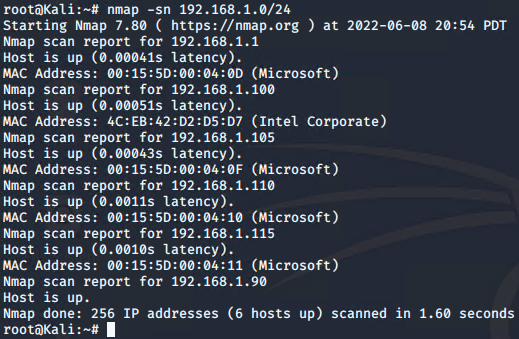 root@Kali:~# nmap -sn 192.168.1.0/24
Starting Nmap 7.80 ( https://nmap.org ) at 2022-06-08 20:54 PDT
Nmap scan report for 192.168.1.1
Host is up (0.00041s latency).
MAC Address: 00:15:5D:00:04:0D (Microsoft)
Nmap scan report for 192.168.1.100
Host is up (0.00051s latency).
MAC Address: 4C:EB:42:D2:D5:D7 (Intel Corporate)
Nmap scan report for 192.168.1.105
Host is up (0.00043s latency).
MAC Address: 00:15:5D:00:04:0F (Microsoft)
Nmap scan report for 192.168.1.110
Host is up (0.0011s latency).
MAC Address: 00:15:5D:00:04:10 (Microsoft)
Nmap scan report for 192.168.1.115
Host is up (0.0010s latency).
MAC Address: 00:15:5D:00:04:11 (Microsoft)
Nmap scan report for 192.168.1.90
Host is up.
Nmap done: 256 IP addresses (6 hosts up) scanned in 1.60 seconds
root@Kali:~#